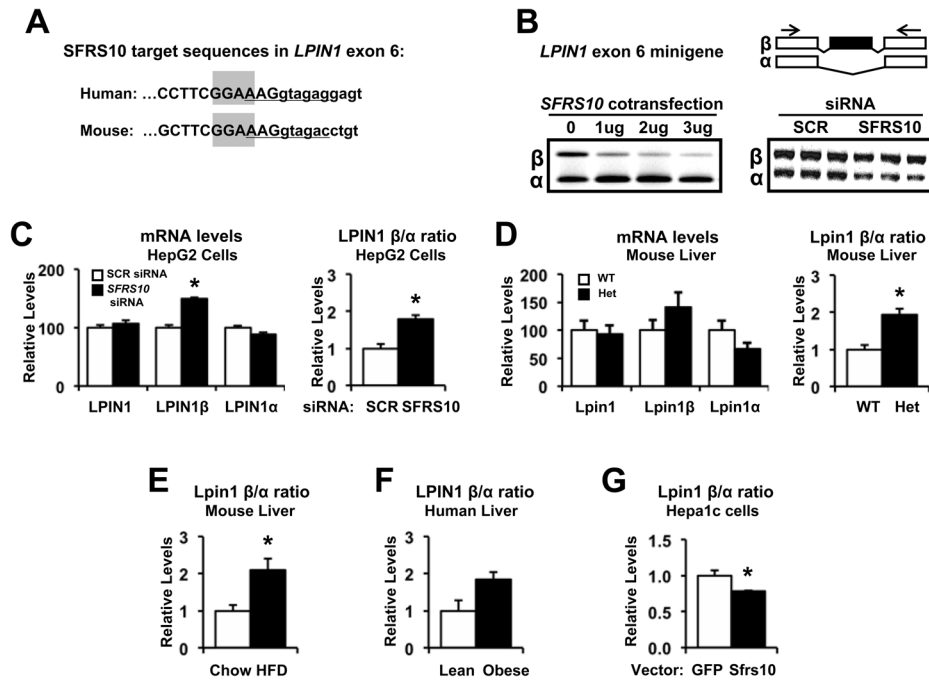 A
SFRS10 target sequences in LPIN1 exon 6:
Human: …CCTTCGGAAAAGgtagaggagt
Mouse: …GCTTCGGAAAAGgtagacctgt
B
LPIN1 exon 6 minigene
β
α
SFRS10 cotransfection
0 1ug 2ug 3ug
β
α
siRNA
SCR SFRS10
β
α
C
mRNA levels
HepG2 Cells
Relative Levels
200
100
0
SCR siRNA
SFRS10
siRNA
*
LPIN1 LPIN1β LPIN1α
LPIN1 β/α ratio
HepG2 Cells
Relative Levels
3
2
1
0
*
siRNA: SCR SFRS10
D
mRNA levels
Mouse Liver
Relative Levels
200
150
100
50
0
WT
Het
Lpin1 Lpin1β Lpin1α
Lpin1 β/α ratio
Mouse Liver
Relative Levels
3
2
1
0
*
WT Het
E
Lpin1 β/α ratio
Mouse Liver
Relative Levels
3
2
1
0
*
Chow HFD
F
LPIN1 β/α ratio
Human Liver
Relative Levels
3
2
1
0
Lean Obese
G
Lpin1 β/α ratio
Hepa1c cells
Relative Levels
1.5
1.0
0.5
0.0
*
Vector: GFP Sfrs10